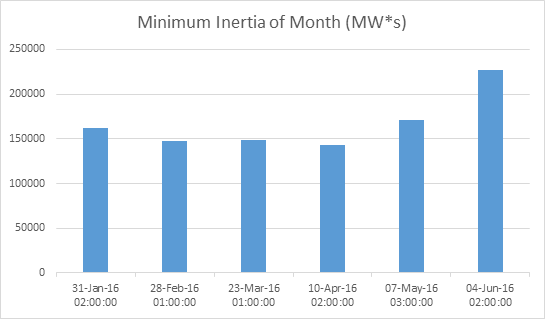 Minimum Inertia of Month (MW*s)
250000
200000
150000
100000
50000
0
31-Jan-16 28-Feb-16 23-Mar-16 10-Apr-16 07-May-16 04-Jun-16
02:00:00 01:00:00 01:00:00 02:00:00 03:00:00 02:00:00